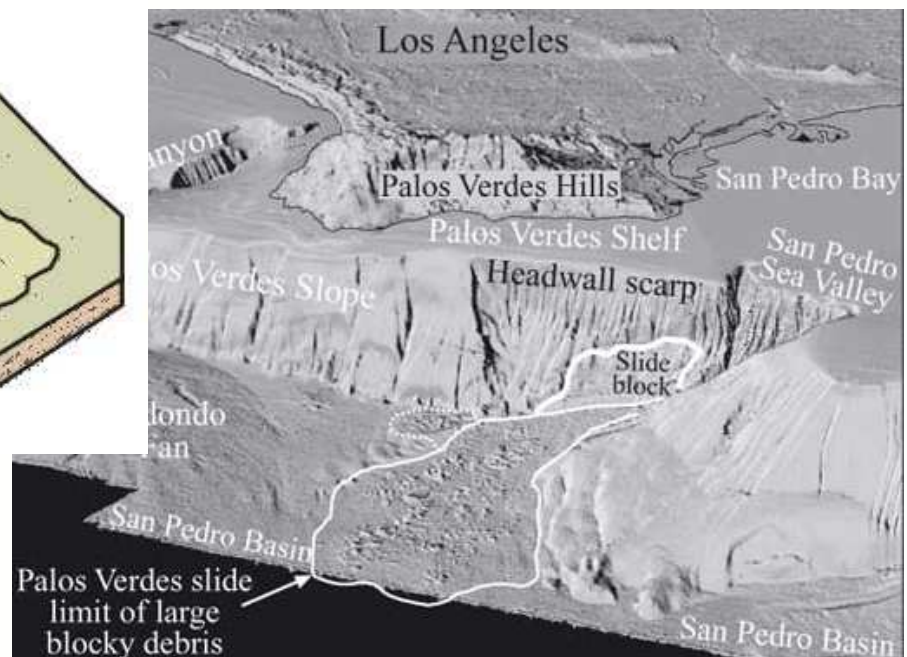 Los Angeles
anyon
Palos Verdes Hills
San Pedro Bay
Palos Verdes Shelf
San Pedro
Sea Valley
os Verdes Slope
Headwall scarp
Slide
block
dondo
an
San Pedro Basin
Palos Verdes slide
limit of large
blocky debris
San Pedro Basin